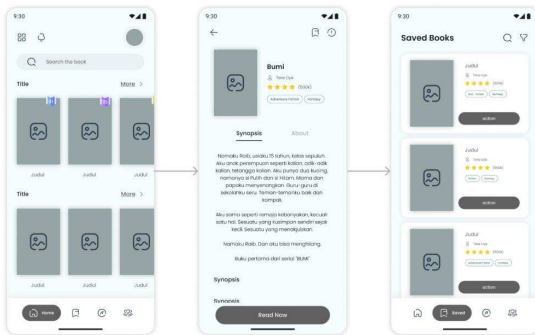 9:30
Search the book
Title
More >
Judul
Judul
Judul
Title
More >
Judul
Judul
Judul
Home
9:30
Bumi
Tere Liye
Adventure Fiction
Fantasy
Synopsis
About
Namaku Raib, usiaku 15 tahun, kelas sepuluh.
Aku anak perempuan seperti kalian, adik-adik
kalian, tetangga kalian. Aku punya dua kucing,
namanya si Putih dan si Hitam. Mama dan
papaku menyenangkan. Guru-guru di
sekolahku seru. Teman-temanku baik dan
kompak.
Aku sama seperti remaja kebanyakan, kecuali
satu hal. Sesuatu yang kusimpan sendiri sejak
kecil. Sesuatu yang menakjubkan.
Namaku Raib. Dan aku bisa menghilang.
Buku pertama dari serial "BUMI"
Synopsis
Synopsis
Read Now
9:30
Saved Books
Judul
Tere Liye
Fantasy
action
Judul
Tere Liye
action
Judul
Tere Liye
Adventure Fiction
Fantasy
action
Saved